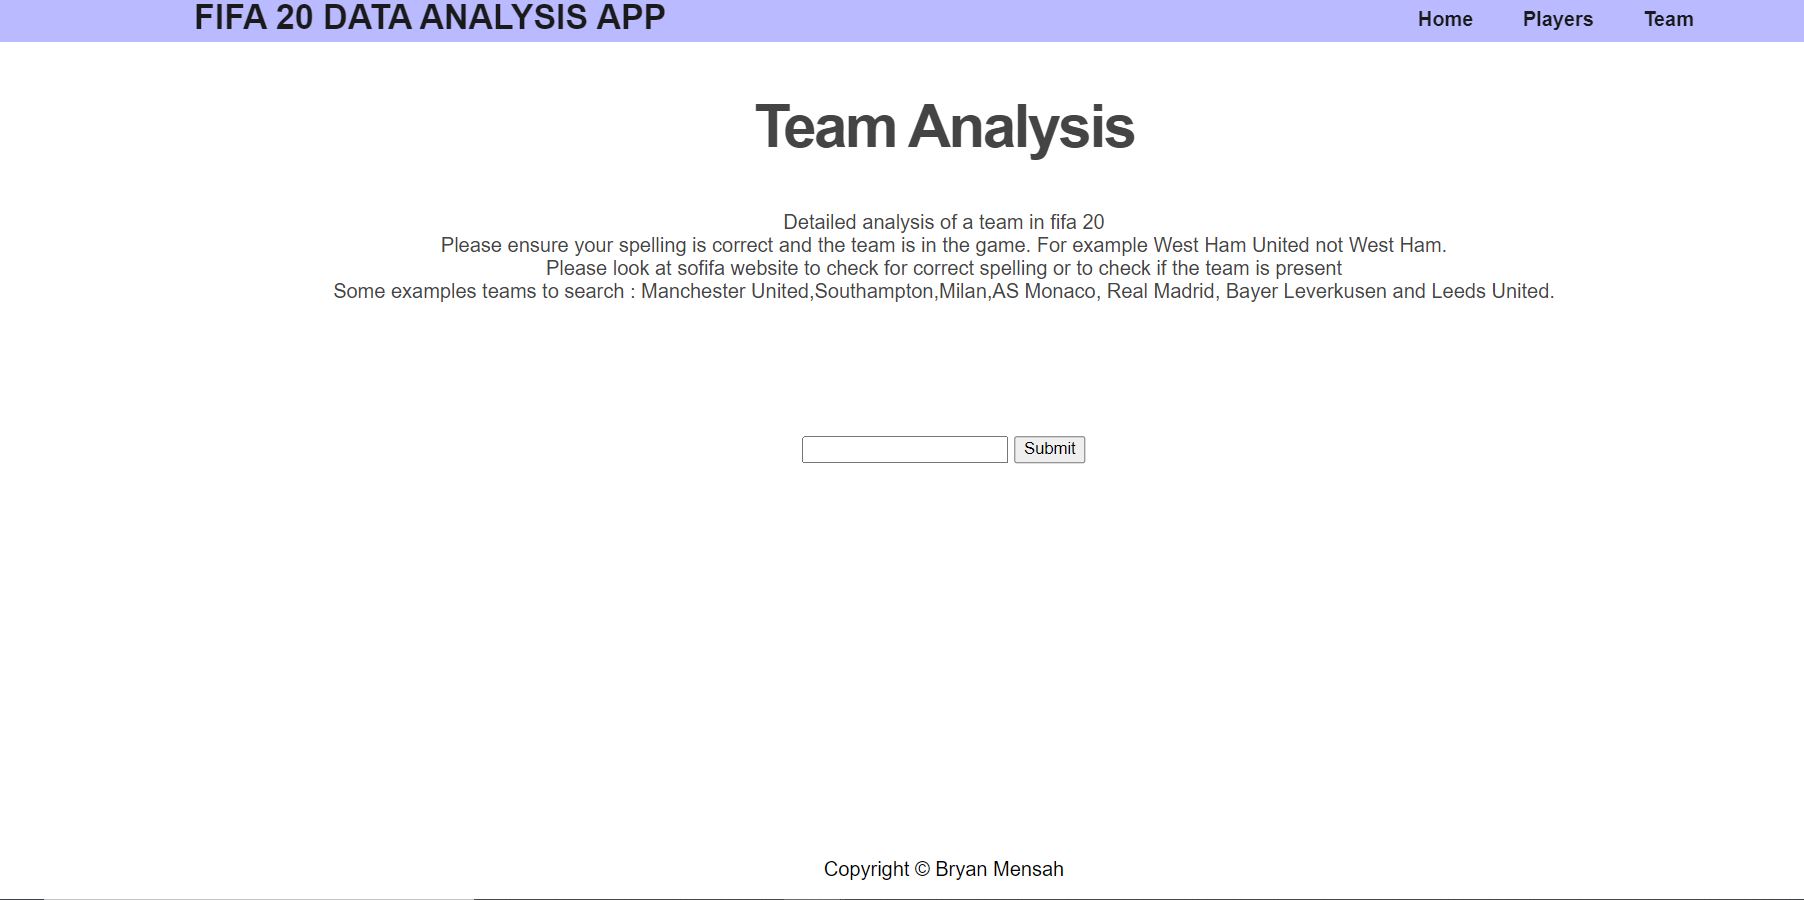 FIFA 20 DATA ANALYSIS APP
Home Players Team
Team Analysis
Detailed analysis of a team in fifa 20
Please ensure your spelling is correct and the team is in the game. For example West Ham United not West Ham.
Please look at sofifa website to check for correct spelling or to check if the team is present
Some examples teams to search : Manchester United,Southampton,Milan,AS Monaco, Real Madrid, Bayer Leverkusen and Leeds United.
Submit
Copyright © Bryan Mensah